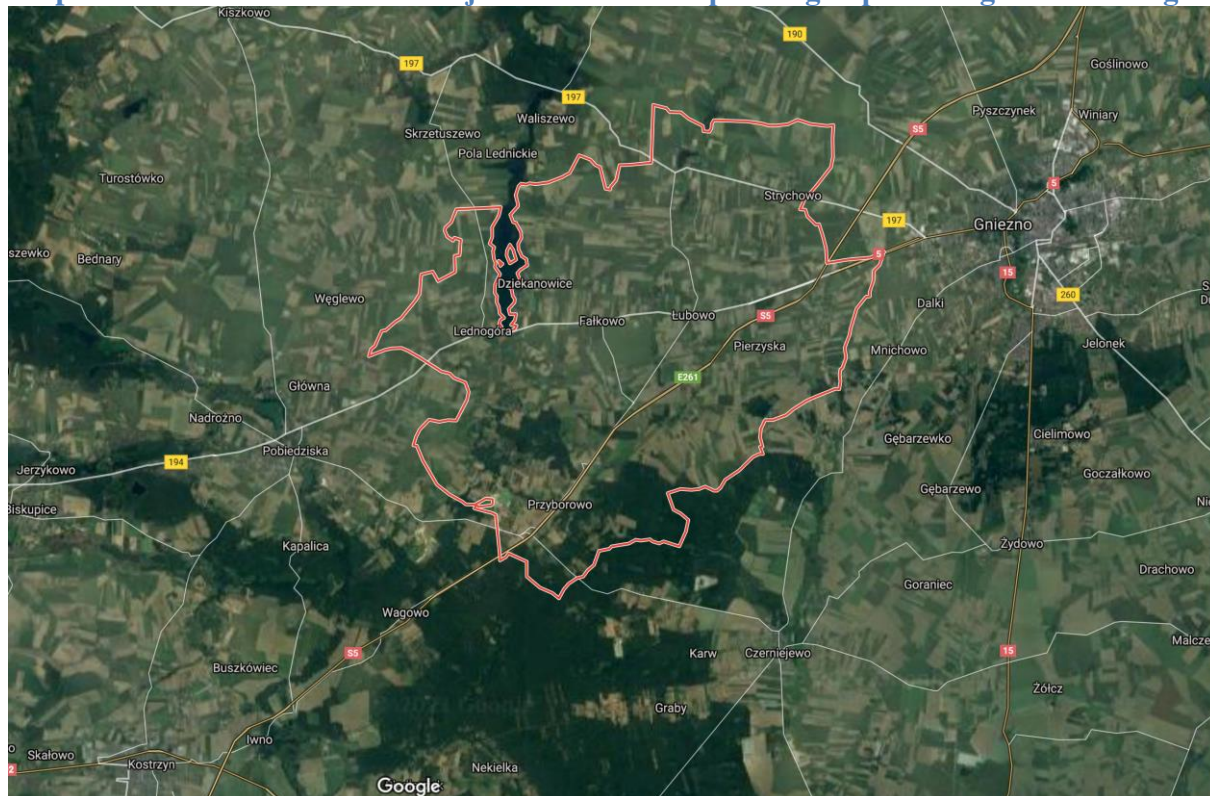 Kiszkowo
190
Goślinowo
197
197
Pyszczynek
Winiary
Waliszewo
S5
Skrzetuszewo
Pola Lednickie
Turostówko
5
Strychowo
197
Gniezno
Bednary
5
15
Dziekanowice
260
Węglewo
Dalki
Fałkowo
Łubowo
S5
Lednogóra
Pierzyska
Mnichowo
Jelonek
E261
Główna
Nadrożno
Gębarzewko
Cielimowo
Pobiedziska
194
Jerzykowo
Goczałkowo
Gębarzewo
Przyborowo
Biskupice
Kapalica
Żydowo
Drachowo
Goraniec
Wagowo
S5
Karw
Czerniejewo
15
Buszkówiec
Żółcz
Graby
Iwno
Skałowo
Kostrzyn
Nekielka
Google